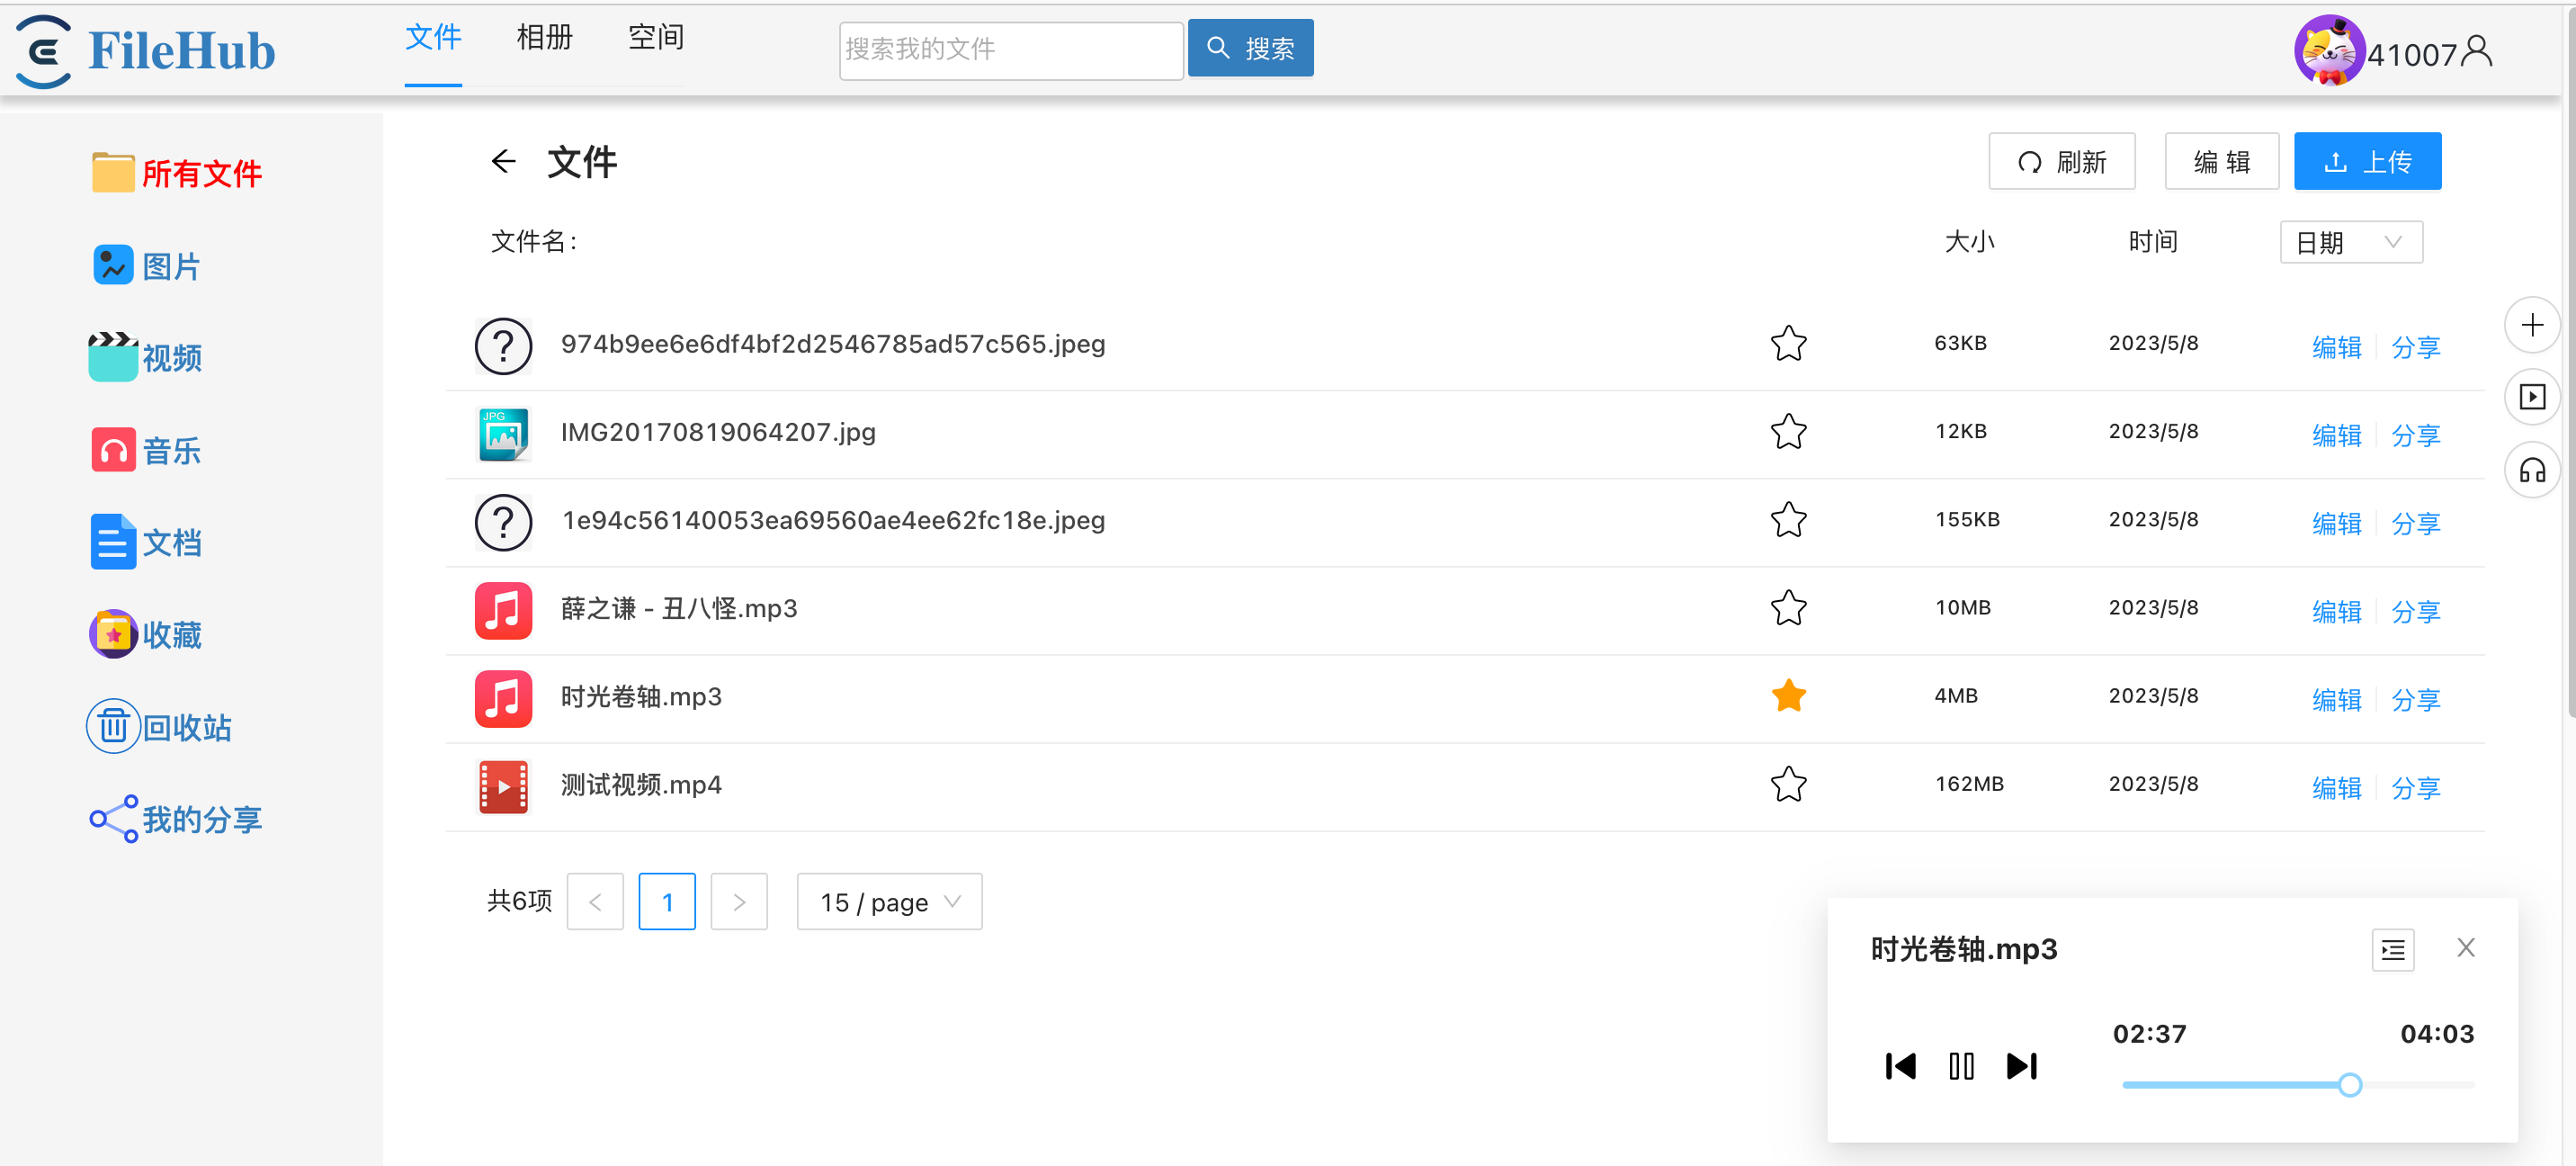 FileHub 文件 相册 空间 搜索我的文件 搜索 41007
所有文件
图片
视频
音乐
文档
收藏
回收站
我的分享
文件 刷新 编 辑 上传
文件名: 大小 时间 日期
974b9ee6e6df4bf2d2546785ad57c565.jpeg 63KB 2023/5/8 编辑 分享
JPG
IMG20170819064207.jpg 12KB 2023/5/8 编辑 分享
1e94c56140053ea69560ae4ee62fc18e.jpeg 155KB 2023/5/8 编辑 分享
薛之谦 - 丑八怪.mp3 10MB 2023/5/8 编辑 分享
时光卷轴.mp3 4MB 2023/5/8 编辑 分享
测试视频.mp4 162MB 2023/5/8 编辑 分享
共6项 < 1 > 15 / page
时光卷轴.mp3
02:37 04:03